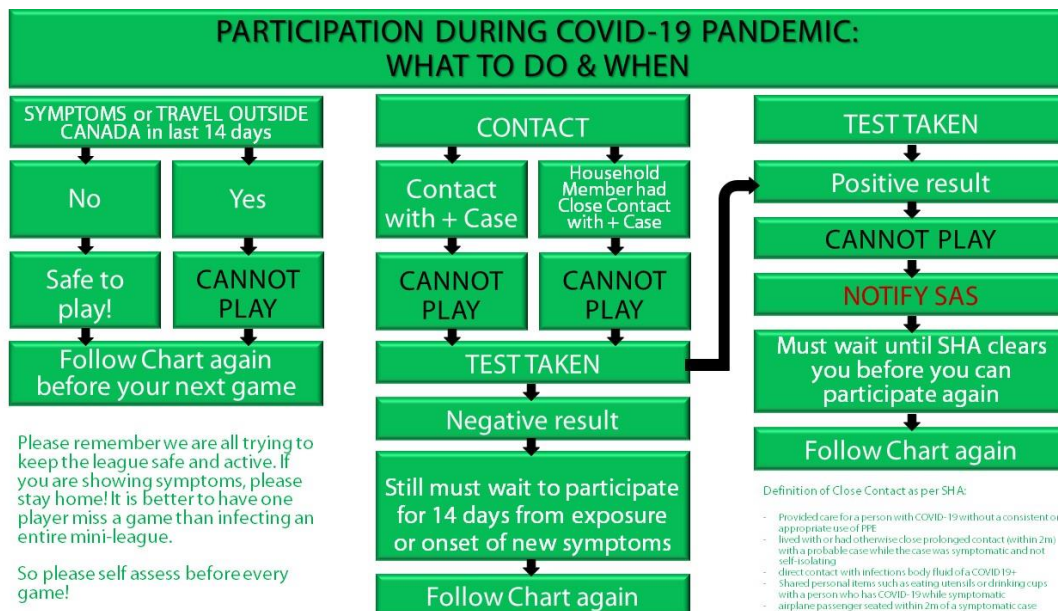 PARTICIPATION DURING COVID-19 PANDEMIC:
WHAT TO DO & WHEN
SYMPTOMS or TRAVEL OUTSIDE
CANADA in last 14 days
No
Yes
Safe to
play!
CANNOT
PLAY
Follow Chart again
before your next game
Please remember we are all trying to
keep the league safe and active. If
you are showing symptoms, please
stay home! It is better to have one
player miss a game than infecting an
entire mini-league.
So please self assess before every
game!
CONTACT
Contact
with + Case
Household
Member had
Close Contact
with + Case
CANNOT
PLAY
CANNOT
PLAY
TEST TAKEN
Negative result
Still must wait to participate
for 14 days from exposure
or onset of new symptoms
Follow Chart again
TEST TAKEN
Positive result
CANNOT PLAY
NOTIFY SAS
Must wait until SHA clears
you before you can
participate again
Follow Chart again
Definition of Close Contact as per SHA:
- Provided care for a person with COVID-19 without a consistent or
appropriate use of PPE
- lived with or had otherwise close prolonged contact (within 2m)
with a probable case while the case was symptomatic and not
self-isolating
- direct contact with infections body fluid of a COVID19+
- Shared personal items such as eating utensils or drinking cups
with a person who has COVID-19 while symptomatic
- airplane passenger seated within 2m of a symptomatic case